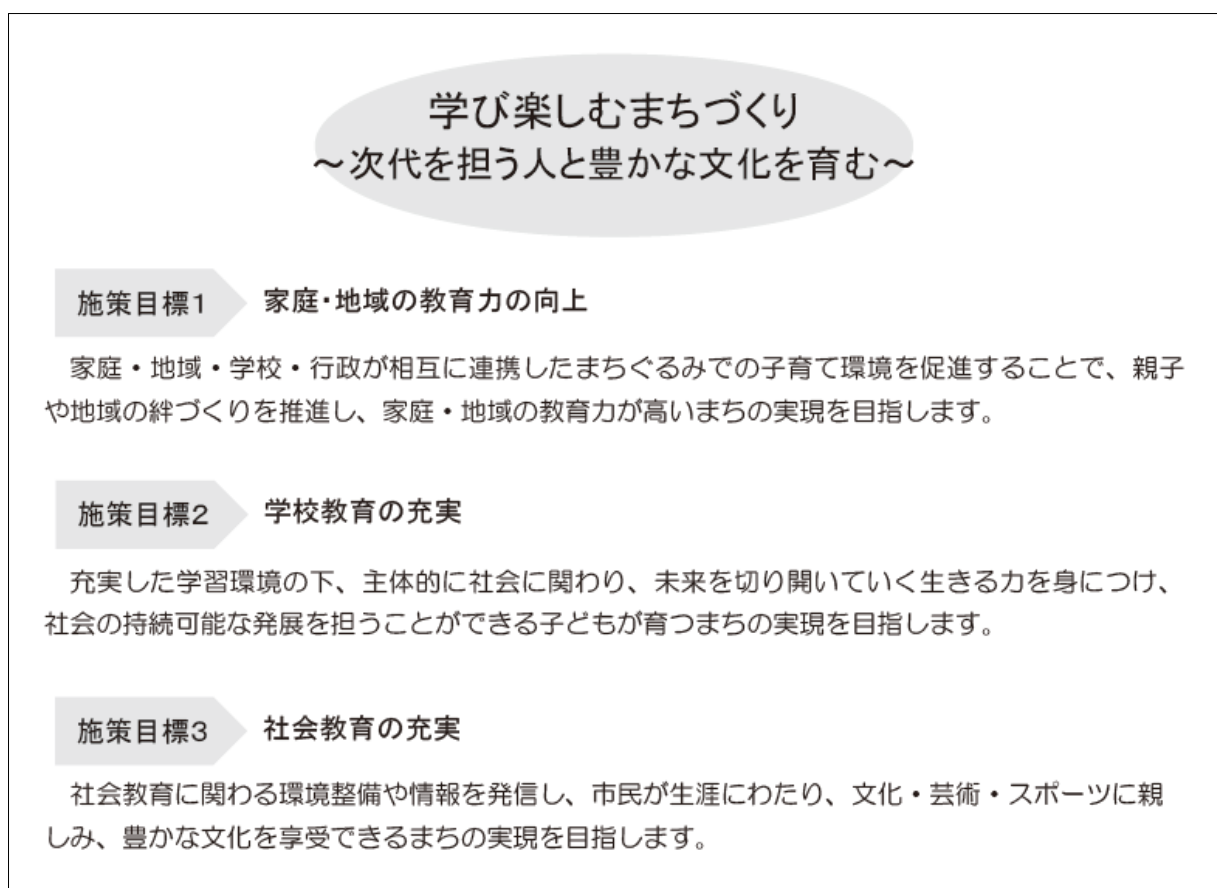 学び楽しむまちづくり
～次代を担う人と豊かな文化を育む～
施策目標1 家庭・地域の教育力の向上
家庭・地域・学校・行政が相互に連携したまちぐるみでの子育て環境を促進することで、親子
や地域の絆づくりを推進し、家庭・地域の教育力が高いまちの実現を目指します。
施策目標2 学校教育の充実
充実した学習環境の下、主体的に社会に関わり、未来を切り開いていく生きる力を身につけ、
社会の持続可能な発展を担うことができる子どもが育つまちの実現を目指します。
施策目標3 社会教育の充実
社会教育に関わる環境整備や情報を発信し、市民が生涯にわたり、文化・芸術・スポーツに親
しみ、豊かな文化を享受できるまちの実現を目指します。